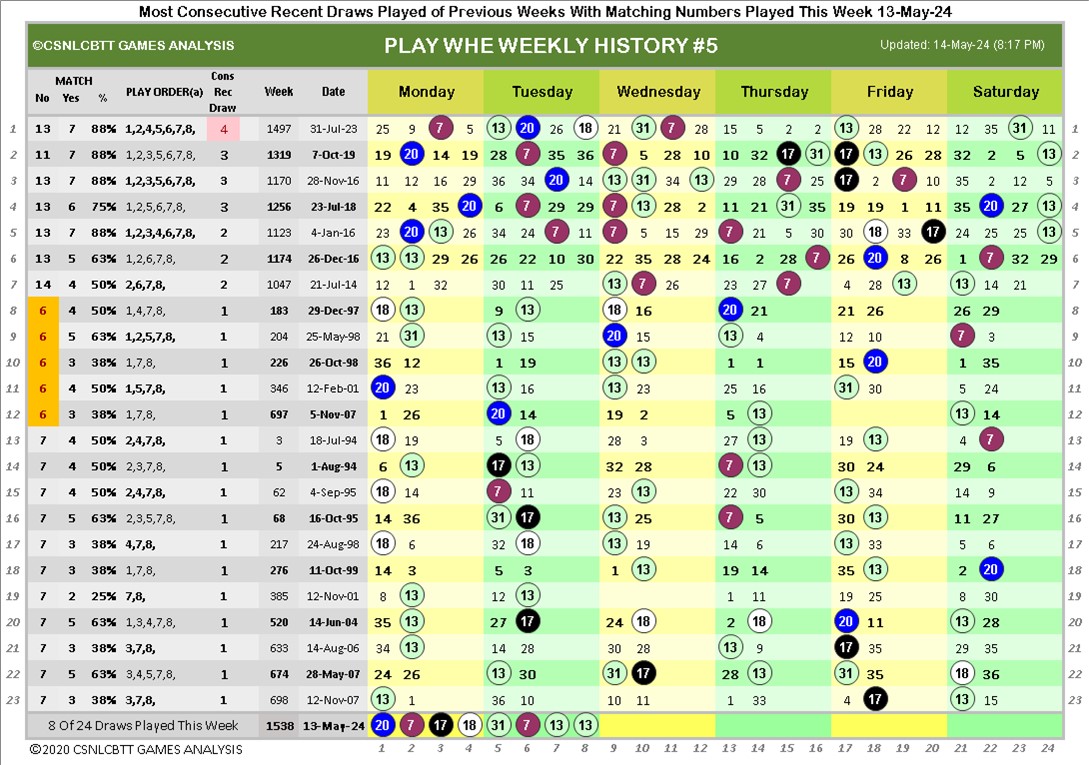 Most Consecutive Recent Draws Played of Previous Weeks With Matching Numbers Played This Week 13-May-24
©CSNLCBTT GAMES ANALYSIS PLAY WHE WEEKLY HISTORY #5 Updated: 14-May-24 (8:17 PM)
No MATCH Yes % PLAY ORDER(a) Cons Rec Draw Week Date Monday Tuesday Wednesday Thursday Friday Saturday
1 13 7 88% 1,2,4,5,6,7,8, 4 1497 31-Jul-23 25 9 7 5 13 20 26 18 21 31 7 28 15 5 2 2 13 28 22 12 12 35 31 11 1
2 11 7 88% 1,2,3,5,6,7,8, 3 1319 7-Oct-19 19 20 14 19 28 7 35 36 7 5 28 10 10 32 17 31 17 13 26 28 32 2 5 13 2
3 13 7 88% 1,2,3,5,6,7,8, 3 1170 28-Nov-16 11 12 16 29 36 34 20 14 13 31 34 13 29 28 7 25 17 2 7 10 35 2 12 5 3
4 13 6 75% 1,2,5,6,7,8, 3 1256 23-Jul-18 22 4 35 20 6 7 29 29 7 13 28 2 11 21 31 35 19 19 1 11 35 20 27 13 4
5 13 7 88% 1,2,3,4,6,7,8, 2 1123 4-Jan-16 23 20 13 26 34 24 7 11 7 5 15 29 7 21 5 30 30 18 33 17 24 25 25 13 5
6 13 5 63% 1,2,6,7,8, 2 1174 26-Dec-16 13 13 29 26 26 22 10 30 22 35 28 24 16 2 28 7 26 20 8 26 1 7 32 29 6
7 14 4 50% 2,6,7,8, 2 1047 21-Jul-14 12 1 32 30 11 25 13 7 26 23 27 7 4 28 13 13 14 21 7
8 6 4 50% 1,4,7,8, 1 183 29-Dec-97 18 13 9 13 18 16 20 21 21 26 26 29 8
9 6 5 63% 1,2,5,7,8, 1 204 25-May-98 21 31 13 15 20 15 13 4 12 10 7 3 9
10 6 3 38% 1,7,8, 1 226 26-Oct-98 36 12 1 19 13 13 1 1 15 20 1 35 10
11 6 4 50% 1,5,7,8, 1 346 12-Feb-01 20 23 13 16 13 23 25 16 31 30 5 24 11
12 6 3 38% 1,7,8, 1 697 5-Nov-07 1 26 20 14 19 2 5 13 13 14 12
13 7 4 50% 2,4,7,8, 1 3 18-Jul-94 18 19 5 18 28 3 27 13 19 13 4 7 13
14 7 4 50% 2,3,7,8, 1 5 1-Aug-94 6 13 17 13 32 28 7 13 30 24 29 6 14
15 7 4 50% 2,4,7,8, 1 62 4-Sep-95 18 14 7 11 23 13 22 30 13 34 14 9 15
16 7 5 63% 2,3,5,7,8, 1 68 16-Oct-95 14 36 31 17 13 25 7 5 30 13 11 27 16
17 7 3 38% 4,7,8, 1 217 24-Aug-98 18 6 32 18 13 19 14 6 13 33 5 6 17
18 7 3 38% 1,7,8, 1 276 11-Oct-99 14 3 5 3 1 13 19 14 35 13 2 20 18
19 7 2 25% 7,8, 1 385 12-Nov-01 8 13 12 13 1 11 19 25 8 30 19
20 7 5 63% 1,3,4,7,8, 1 520 14-Jun-04 35 13 27 17 24 18 2 18 20 11 13 28 20
21 7 3 38% 3,7,8, 1 633 14-Aug-06 34 13 14 28 30 28 13 9 17 35 29 35 21
22 7 5 63% 3,4,5,7,8, 1 674 28-May-07 24 26 13 30 31 17 28 13 31 35 18 36 22
23 7 3 38% 3,7,8, 1 698 12-Nov-07 13 1 36 10 10 11 1 33 4 17 13 15 23
8 Of 24 Draws Played This Week 1538 13-May-24 20 7 17 18 31 7 13 13
©2020 CSNLCBTT GAMES ANALYSIS 1 2 3 4 5 6 7 8 9 10 11 12 13 14 15 16 17 18 19 20 21 22 23 24